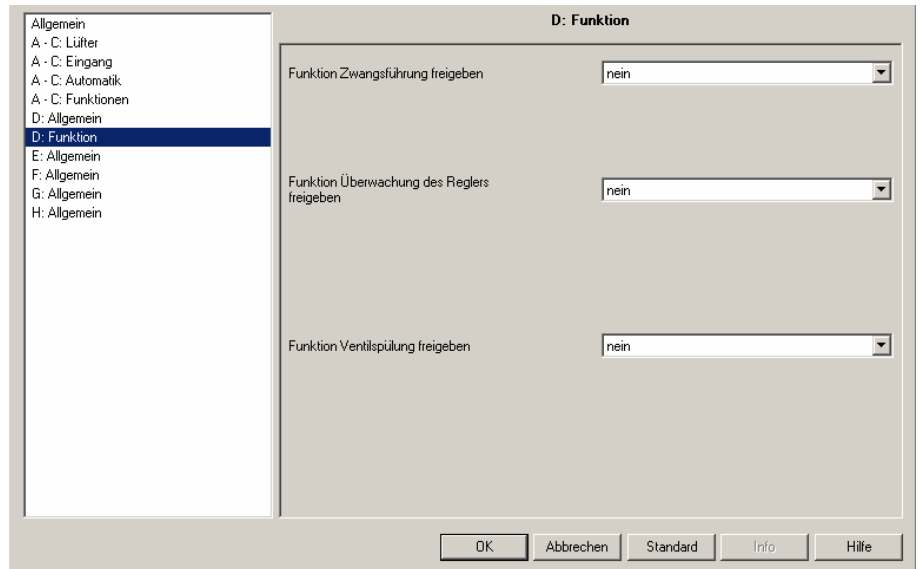 Allgemein
A - C: Lüfter
A - C: Eingang
A - C: Automatik
A - C: Funktionen
D: Allgemein
D: Funktion
E: Allgemein
F: Allgemein
G: Allgemein
H: Allgemein
D: Funktion
Funktion Zwangsführung freigeben
nein
Funktion Überwachung des Reglers
freigeben
nein
Funktion Ventilspülung freigeben
nein
OK
Abbrechen
Standard
Info
Hilfe